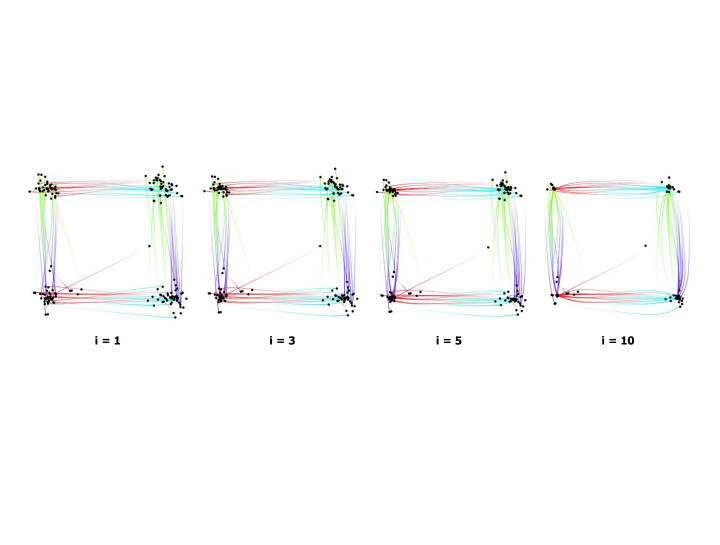 i = 1 i = 3 i = 5 i = 10